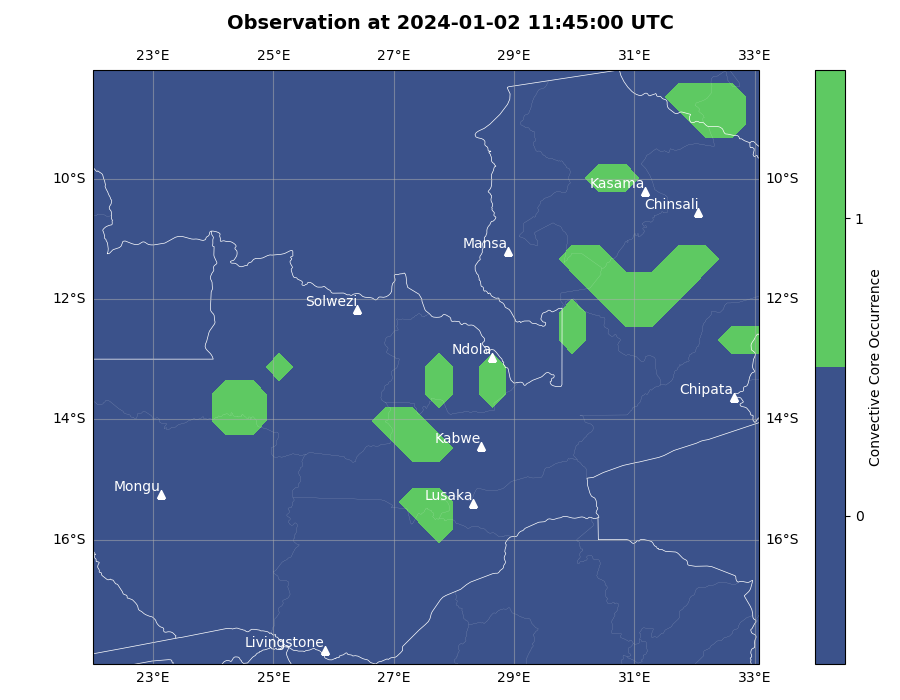 Observation at 2024-01-02 11:45:00 UTC
23°E 25°E 27°E 29°E 31°E 33°E
10°S 10°S
Kasama
Chinsali
Mansa
12°S 12°S
Solwezi
Ndola
Chipata
14°S 14°S
Kabwe
Mongu
Lusaka
16°S 16°S
Livingstone
23°E 25°E 27°E 29°E 31°E 33°E
1
0
Convective Core Occurrence